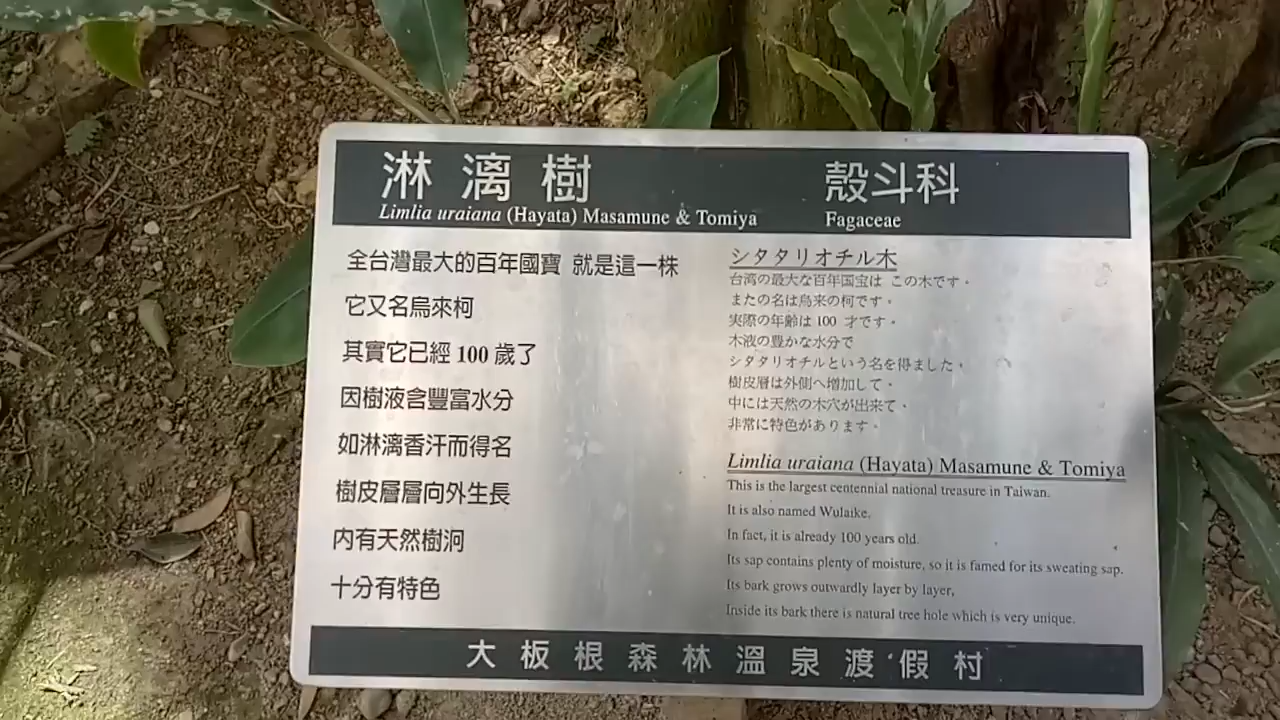 淋漓樹 殼斗科
Limlia uraiana (Hayata) Masamune & Tomiya Fagaceae
全台灣最大的百年國寶 就是這一株
它又名烏來柯
其實它已經 100 歲了
因樹液含豐富水分
如淋漓香汗而得名
樹皮層層向外生長
內有天然樹泂
十分有特色
シタタリオチル木
台湾の最大な百年国宝は この木です。
またの名は烏来の柯です。
実際の年齢は 100 才です。
木液の豊かな水分で
シタタリオチルという名を得ました。
樹皮層は外側へ増加して、
中には天然の木穴が出来て、
非常に特色があります。
Limlia uraiana (Hayata) Masamune & Tomiya
This is the largest centennial national treasure in Taiwan.
It is also named Wulaike.
In fact, it is already 100 years old.
Its sap contains plenty of moisture, so it is famed for its sweating sap.
Its bark grows outwardly layer by layer,
Inside its bark there is natural tree hole which is very unique.
大板根森林溫泉渡假村